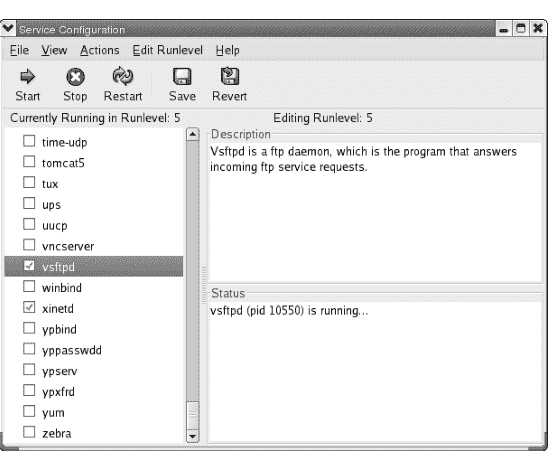 Service Configuration
File View Actions Edit Runlevel Help
Start Stop Restart Save Revert
Currently Running in Runlevel: 5 Editing Runlevel: 5
time-udp
tomcat5
tux
ups
uucp
vncserver
vsftpd
winbind
xinetd
ypbind
yppasswdd
ypserv
ypxfrd
yum
zebra
Description
Vsftpd is a ftp daemon, which is the program that answers
incoming ftp service requests.
Status
vsftpd (pid 10550) is running...